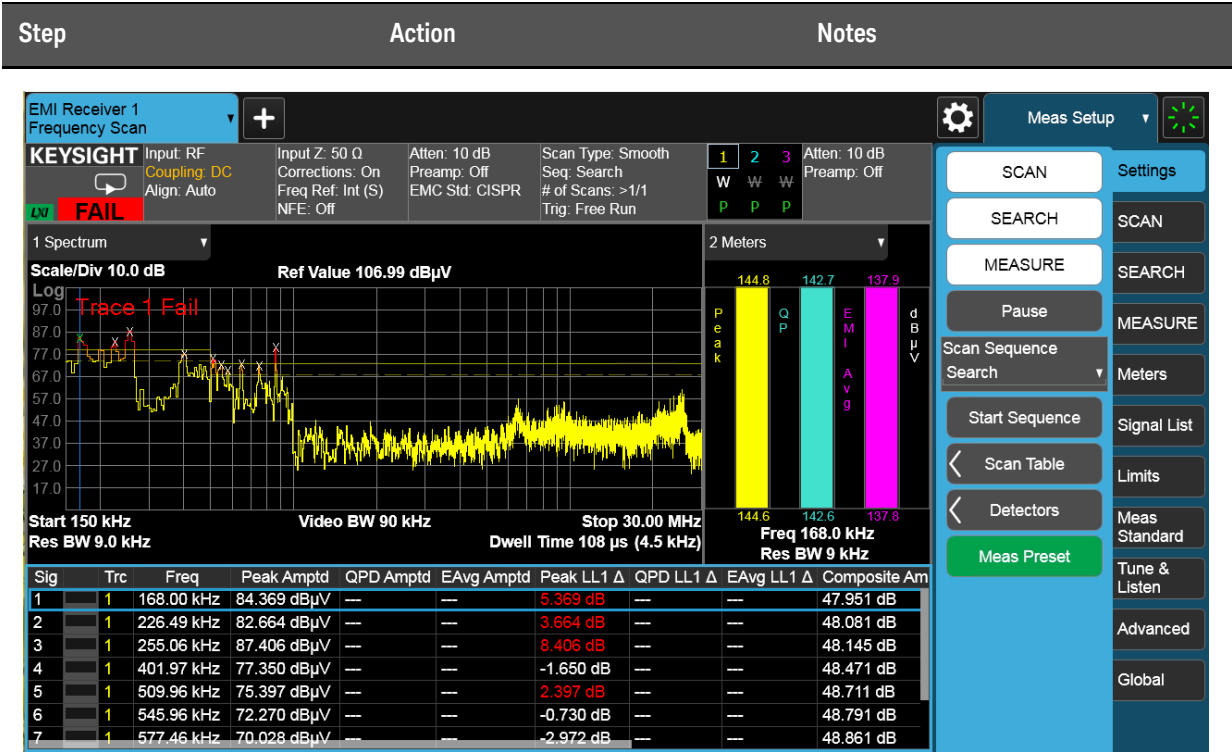 Step Action Notes
EMI Receiver 1
Frequency Scan
Meas Setup
KEYSIGHT
LXI FAIL
Input: RF
Coupling: DC
Align: Auto
Input Z: 50 Ω
Corrections: On
Freq Ref: Int (S)
NFE: Off
Atten: 10 dB
Preamp: Off
EMC Std: CISPR
Scan Type: Smooth
Seq: Search
# of Scans: >1/1
Trig: Free Run
1 2 3
W W W
P P P
Atten: 10 dB
Preamp: Off
1 Spectrum
Scale/Div 10.0 dB
Ref Value 106.99 dBµV
Log
Trace 1 Fail
97.0
87.0
77.0
67.0
57.0
47.0
37.0
27.0
17.0
Start 150 kHz Video BW 90 kHz Stop 30.00 MHz
Res BW 9.0 kHz Dwell Time 108 µs (4.5 kHz)
2 Meters
144.8 142.7 137.9
Peak
QP
EMI Avg
dBµV
144.6 142.6 137.8
Freq 168.0 kHz
Res BW 9 kHz
Sig Trc Freq Peak Amptd QPD Amptd EAvg Amptd Peak LL1 Δ QPD LL1 Δ EAvg LL1 Δ Composite Am
1 1 168.00 kHz 84.369 dBµV --- --- 5.369 dB --- --- 47.951 dB
2 1 226.49 kHz 82.664 dBµV --- --- 3.664 dB --- --- 48.081 dB
3 1 255.06 kHz 87.406 dBµV --- --- 8.406 dB --- --- 48.145 dB
4 1 401.97 kHz 77.350 dBµV --- --- -1.650 dB --- --- 48.471 dB
5 1 509.96 kHz 75.397 dBµV --- --- 2.397 dB --- --- 48.711 dB
6 1 545.96 kHz 72.270 dBµV --- --- -0.730 dB --- --- 48.791 dB
7 1 577.46 kHz 70.028 dBµV --- --- -2.972 dB --- --- 48.861 dB
SCAN
SEARCH
MEASURE
Pause
Scan Sequence
Search
Start Sequence
Scan Table
Detectors
Meas Preset
Settings
SCAN
SEARCH
MEASURE
Meters
Signal List
Limits
Meas
Standard
Tune &
Listen
Advanced
Global